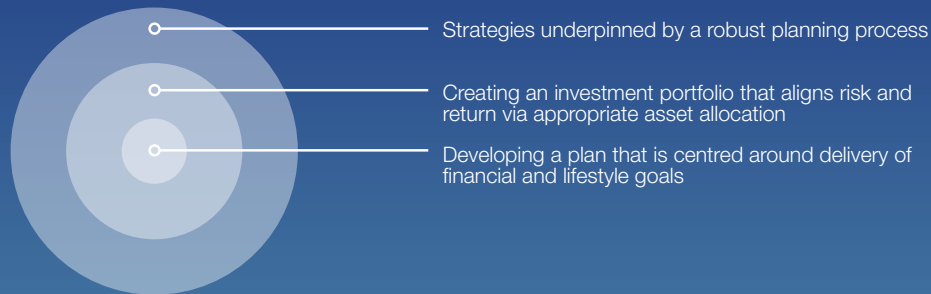 Strategies underpinned by a robust planning process
Creating an investment portfolio that aligns risk and
return via appropriate asset allocation
Developing a plan that is centred around delivery of
financial and lifestyle goals